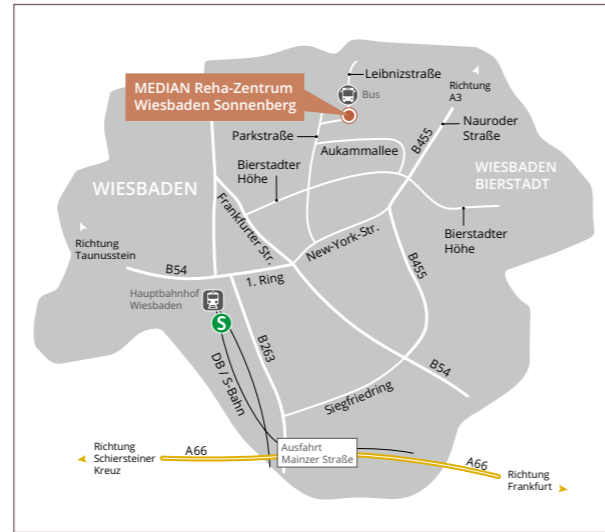 Leibnizstraße
MEDIAN Reha-Zentrum
Wiesbaden Sonnenberg
Bus
Richtung
A3
Nauroder
Straße
Parkstraße
Aukammallee
B455
Bierstadter
Höhe
WIESBADEN
WIESBADEN
BIERSTADT
Frankfurter Str.
New-York-Str.
Bierstadter
Höhe
Richtung
Taunusstein
B54
1. Ring
B455
Hauptbahnhof
Wiesbaden
S
B263
DB / S-Bahn
B54
Siegfriedring
Richtung
Schiersteiner
Kreuz
A66
Ausfahrt
Mainzer Straße
A66
Richtung
Frankfurt